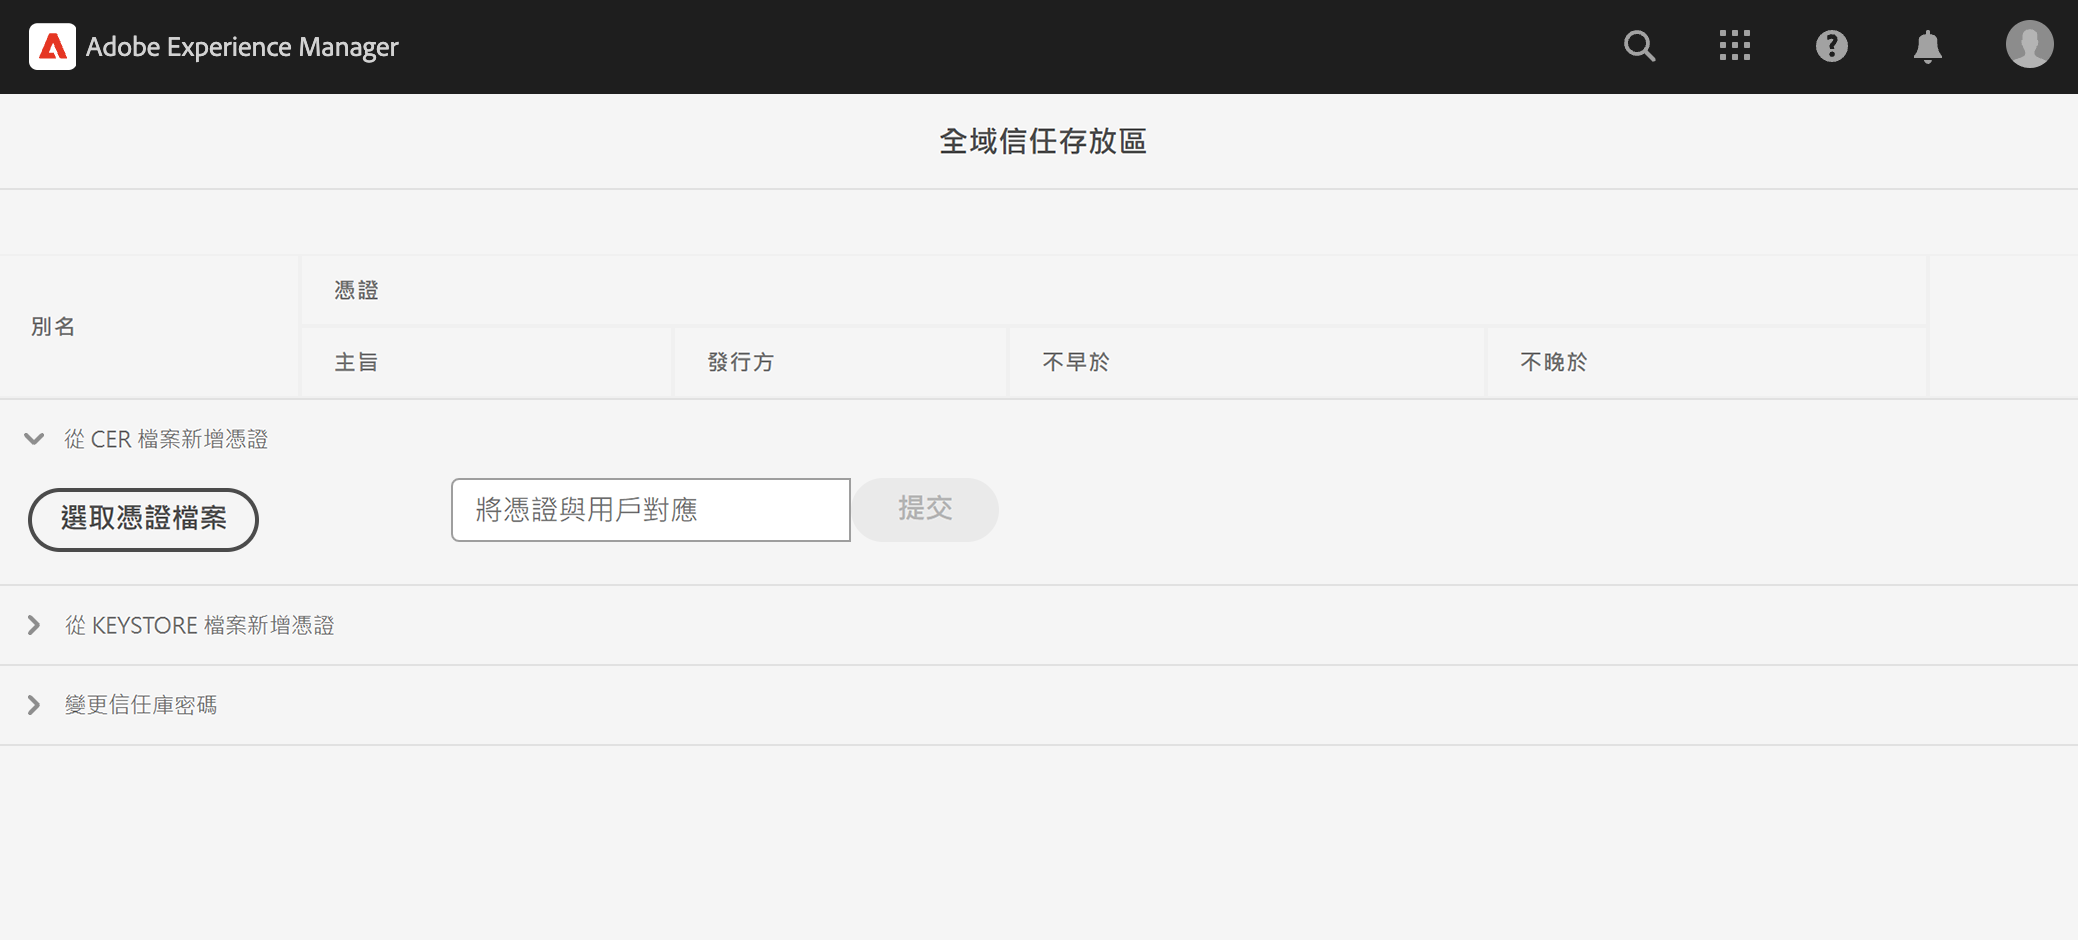 Adobe Experience Manager
全域信任存放區
別名
憑證
主旨
發行方
不早於
不晚於
從 CER 檔案新增憑證
選取憑證檔案
將憑證與用戶對應
提交
從 KEYSTORE 檔案新增憑證
變更信任庫密碼